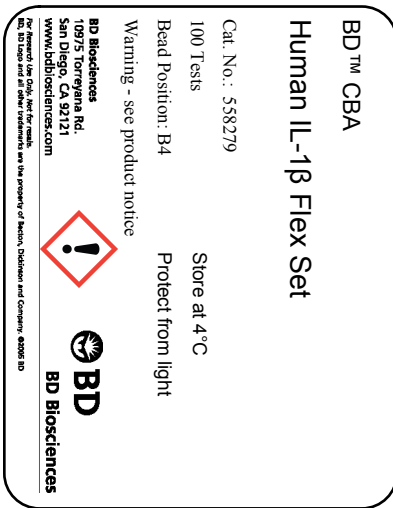 BD™ CBA
Human IL-1β Flex Set
Cat. No.: 558279
100 Tests Store at 4°C
Bead Position: B4 Protect from light
Warning - see product notice
BD Biosciences
10975 Torreyana Rd.
San Diego, CA 92121
www.bdbiosciences.com
BD
BD Biosciences
For Research Use Only. Not for resale.
BD, BD Logo and all other trademarks are the property of Becton, Dickinson and Company. ©2005 BD